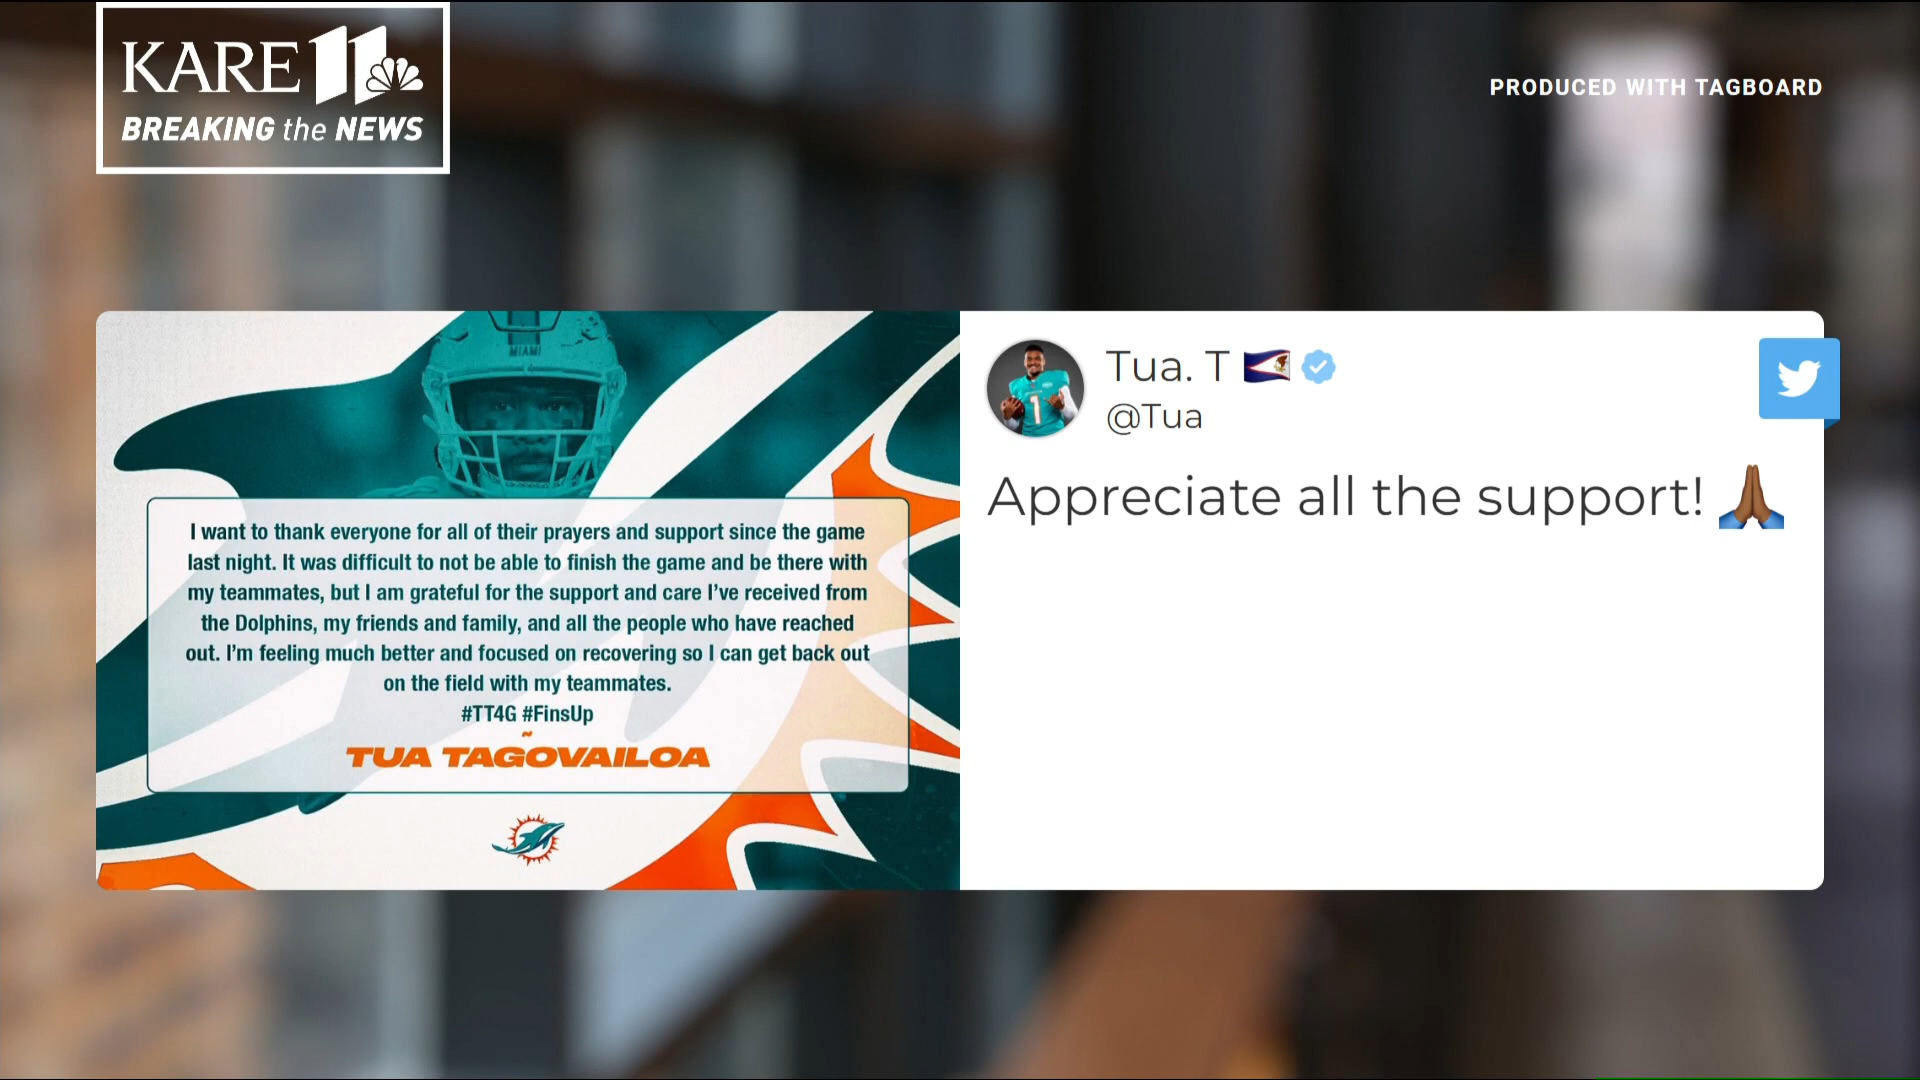 KARE 11
BREAKING the NEWS
PRODUCED WITH TAGBOARD
MIAMI
I want to thank everyone for all of their prayers and support since the game
last night. It was difficult to not be able to finish the game and be there with
my teammates, but I am grateful for the support and care I've received from
the Dolphins, my friends and family, and all the people who have reached
out. I'm feeling much better and focused on recovering so I can get back out
on the field with my teammates.
#TT4G #FinsUp
~
TUA TAGOVAILOA
Tua. T 🇦🇸
@Tua
Appreciate all the support! 🙏🏾
1